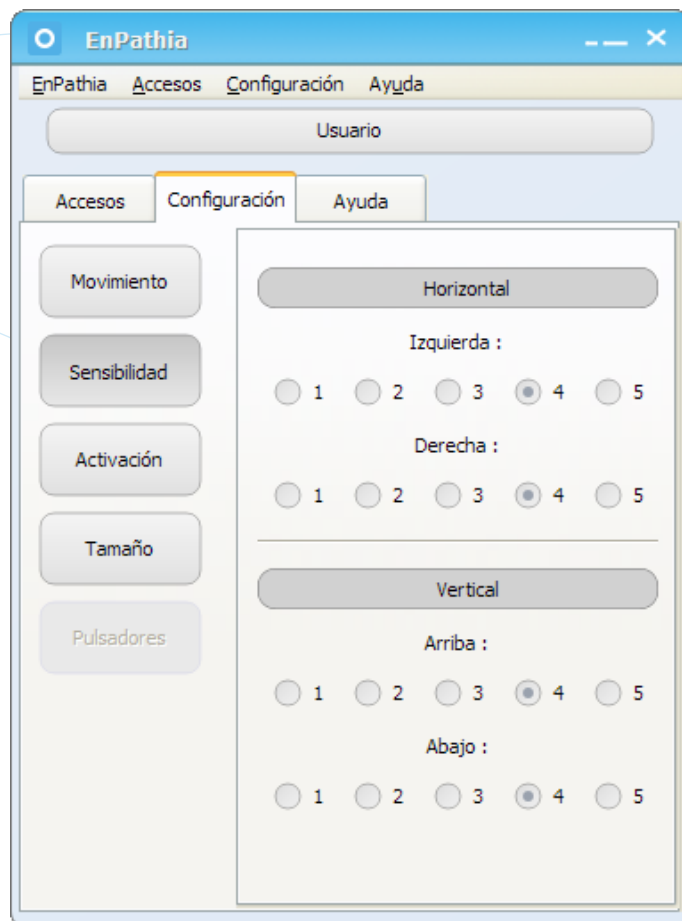 EnPathia
EnPathia Accesos Configuración Ayuda
Usuario
Accesos Configuración Ayuda
Movimiento
Sensibilidad
Activación
Tamaño
Pulsadores
Horizontal
Izquierda :
1 2 3 4 5
Derecha :
1 2 3 4 5
Vertical
Arriba :
1 2 3 4 5
Abajo :
1 2 3 4 5